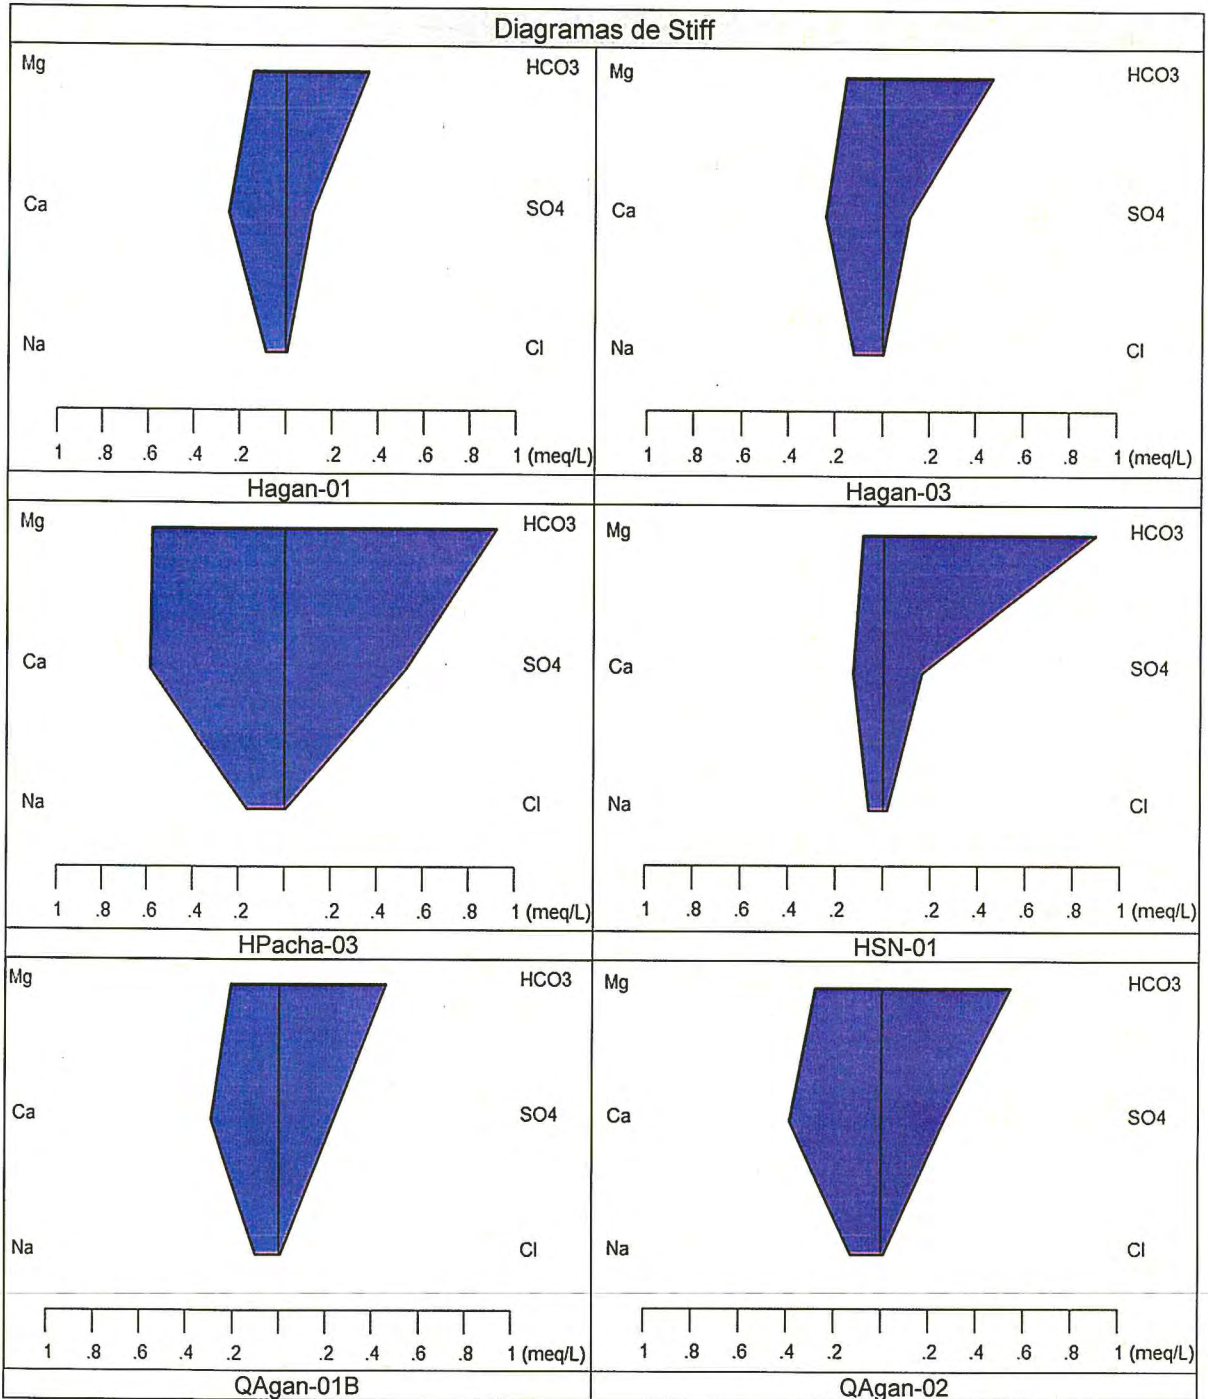 Diagramas de Stiff
Mg HCO3
Ca SO4
Na Cl
1 .8 .6 .4 .2 .2 .4 .6 .8 1 (meq/L)
Hagan-01
Mg HCO3
Ca SO4
Na Cl
1 .8 .6 .4 .2 .2 .4 .6 .8 1 (meq/L)
Hagan-03
Mg HCO3
Ca SO4
Na Cl
1 .8 .6 .4 .2 .2 .4 .6 .8 1 (meq/L)
HPacha-03
Mg HCO3
Ca SO4
Na Cl
1 .8 .6 .4 .2 .2 .4 .6 .8 1 (meq/L)
HSN-01
Mg HCO3
Ca SO4
Na Cl
1 .8 .6 .4 .2 .2 .4 .6 .8 1 (meq/L)
QAgan-01B
Mg HCO3
Ca SO4
Na Cl
1 .8 .6 .4 .2 .2 .4 .6 .8 1 (meq/L)
QAgan-02